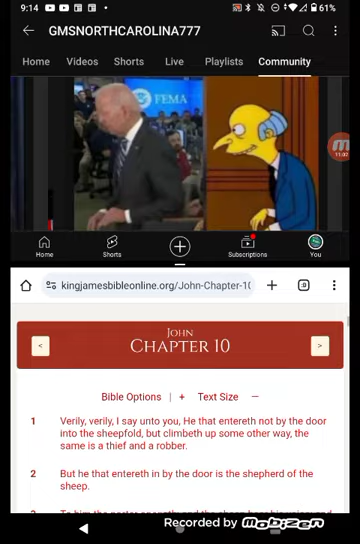 9:14
61%
GMSNORTHCAROLINA777
Home Videos Shorts Live Playlists Community
FEMA
11:02
Home Shorts Subscriptions You
kingjamesbibleonline.org/John-Chapter-10
JOHN
CHAPTER 10
< >
Bible Options | + Text Size —
1 Verily, verily, I say unto you, He that entereth not by the door
into the sheepfold, but climbeth up some other way, the
same is a thief and a robber.
2 But he that entereth in by the door is the shepherd of the
sheep.
Recorded by mobizen